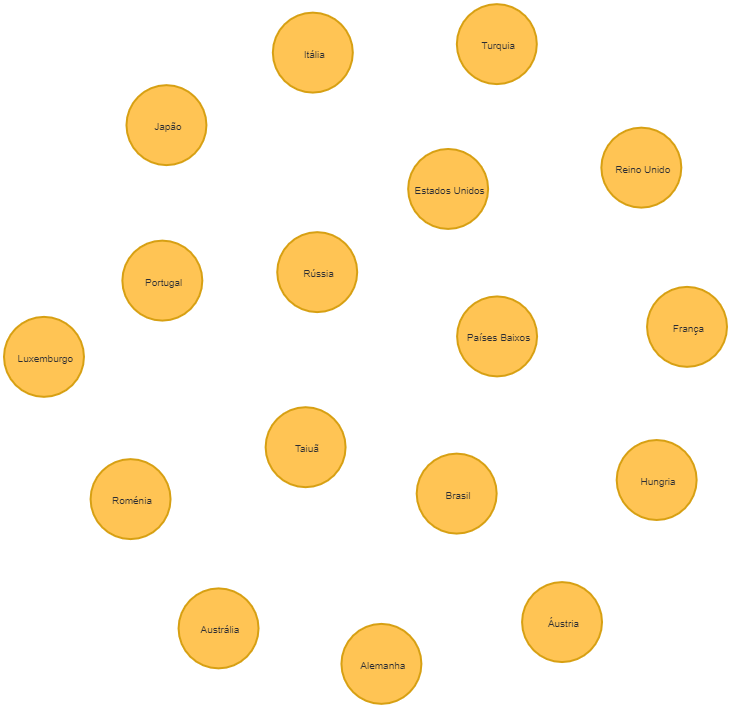 Turquia
Itália
Japão
Reino Unido
Estados Unidos
Rússia
Portugal
França
Países Baixos
Luxemburgo
Taiuã
Hungria
Brasil
Roménia
Áustria
Austrália
Alemanha